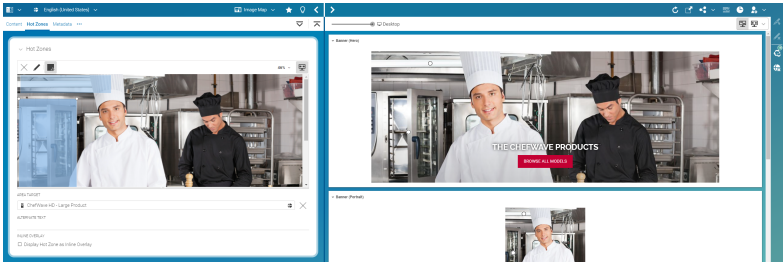 English (United States)
Image Map
Content Hot Zones Metadata
Desktop
Hot Zones
Banner (Hero)
THE CHEFWAVE PRODUCTS
BROWSE ALL MODELS
AREA TARGET
ChefWave HD - Large Product
ALTERNATE TEXT
Banner (Portrait)
INLINE OVERLAY
Display Hot Zone as Inline Overlay